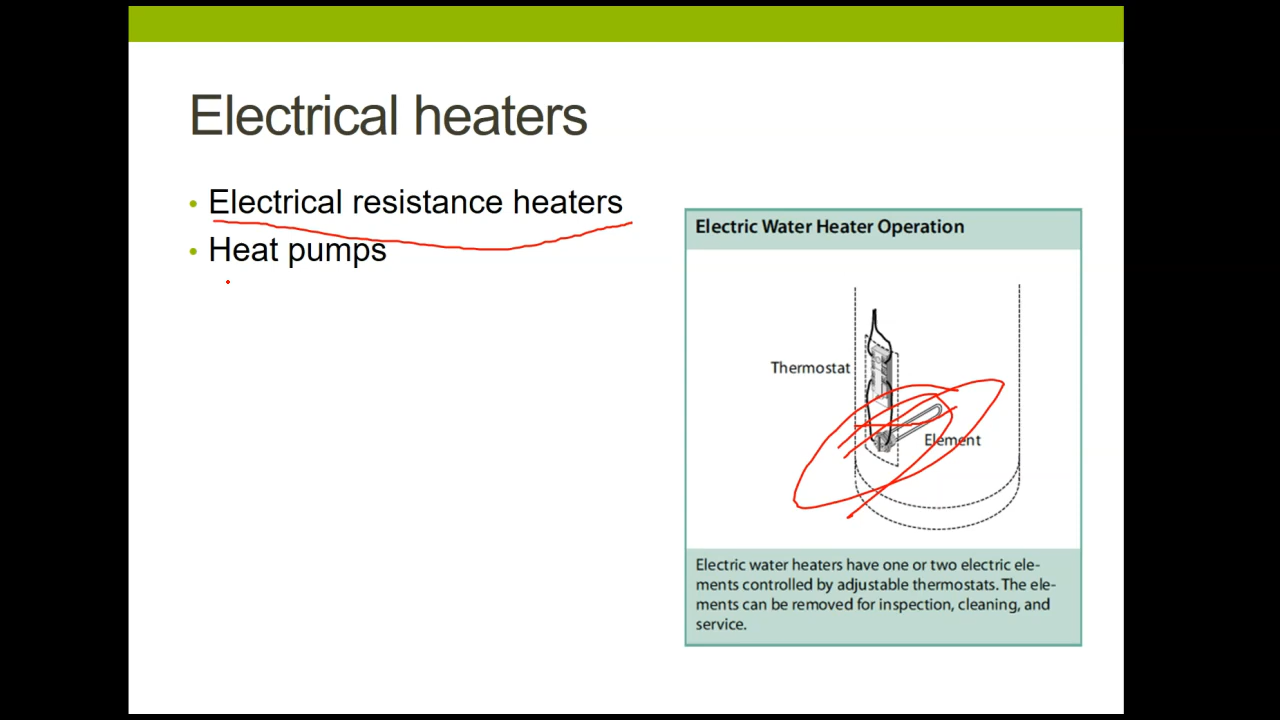 Electrical heaters
• Electrical resistance heaters
• Heat pumps
Electric Water Heater Operation
Thermostat
Element
Electric water heaters have one or two electric ele-
ments controlled by adjustable thermostats. The ele-
ments can be removed for inspection, cleaning, and
service.